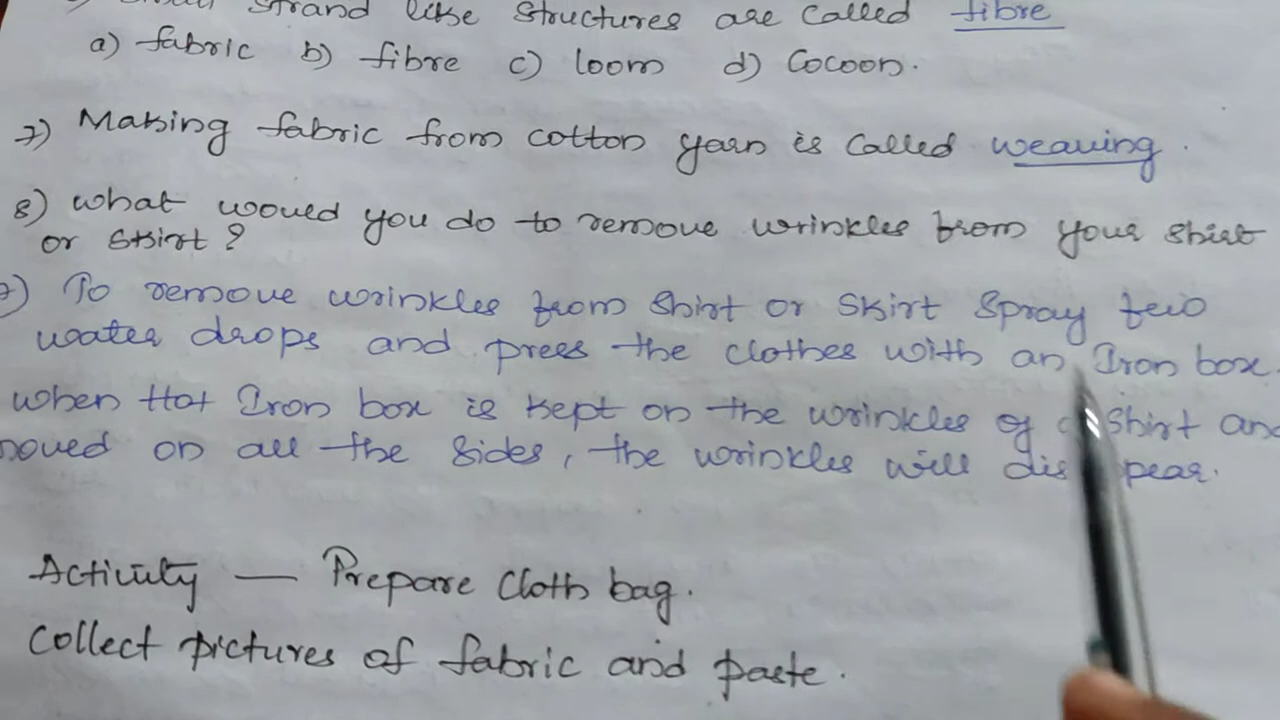 Small strand like structures are called fibre
a) fabric b) fibre c) loom d) Cocoon.
7) Making fabric from cotton yarn is called weaving.
8) what would you do to remove wrinkles from your shirt
or skirt?
) To remove wrinkles from shirt or skirt spray few
water drops and press the clothes with an Iron box.
when Hot Iron box is kept on the wrinkles of shirt and
moved on all the sides, the wrinkles will disappear.
Activity — Prepare cloth bag.
Collect pictures of fabric and paste.